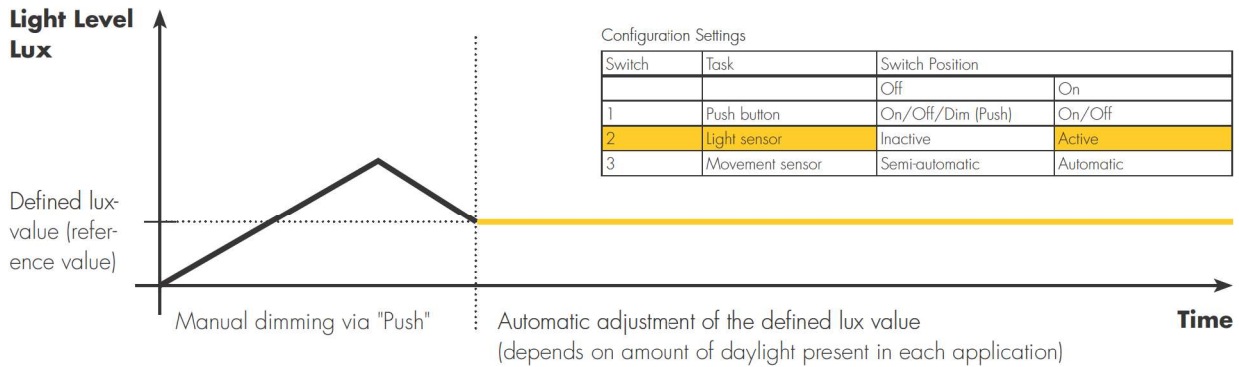 Light Level
Lux
Configuration Settings
Switch Task Switch Position
Off On
1 Push button On/Off/Dim (Push) On/Off
2 Light sensor Inactive Active
3 Movement sensor Semi-automatic Automatic
Defined lux-
value (refer-
ence value)
Manual dimming via "Push"
Automatic adjustment of the defined lux value
(depends on amount of daylight present in each application)
Time